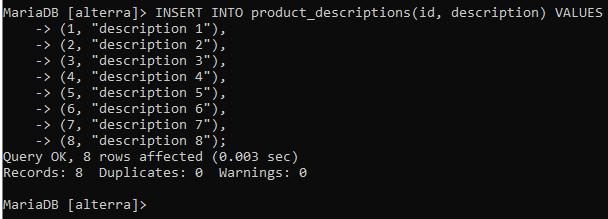 MariaDB [alterra]> INSERT INTO product_descriptions(id, description) VALUES
    -> (1, "description 1"),
    -> (2, "description 2"),
    -> (3, "description 3"),
    -> (4, "description 4"),
    -> (5, "description 5"),
    -> (6, "description 6"),
    -> (7, "description 7"),
    -> (8, "description 8");
Query OK, 8 rows affected (0.003 sec)
Records: 8  Duplicates: 0  Warnings: 0
MariaDB [alterra]>